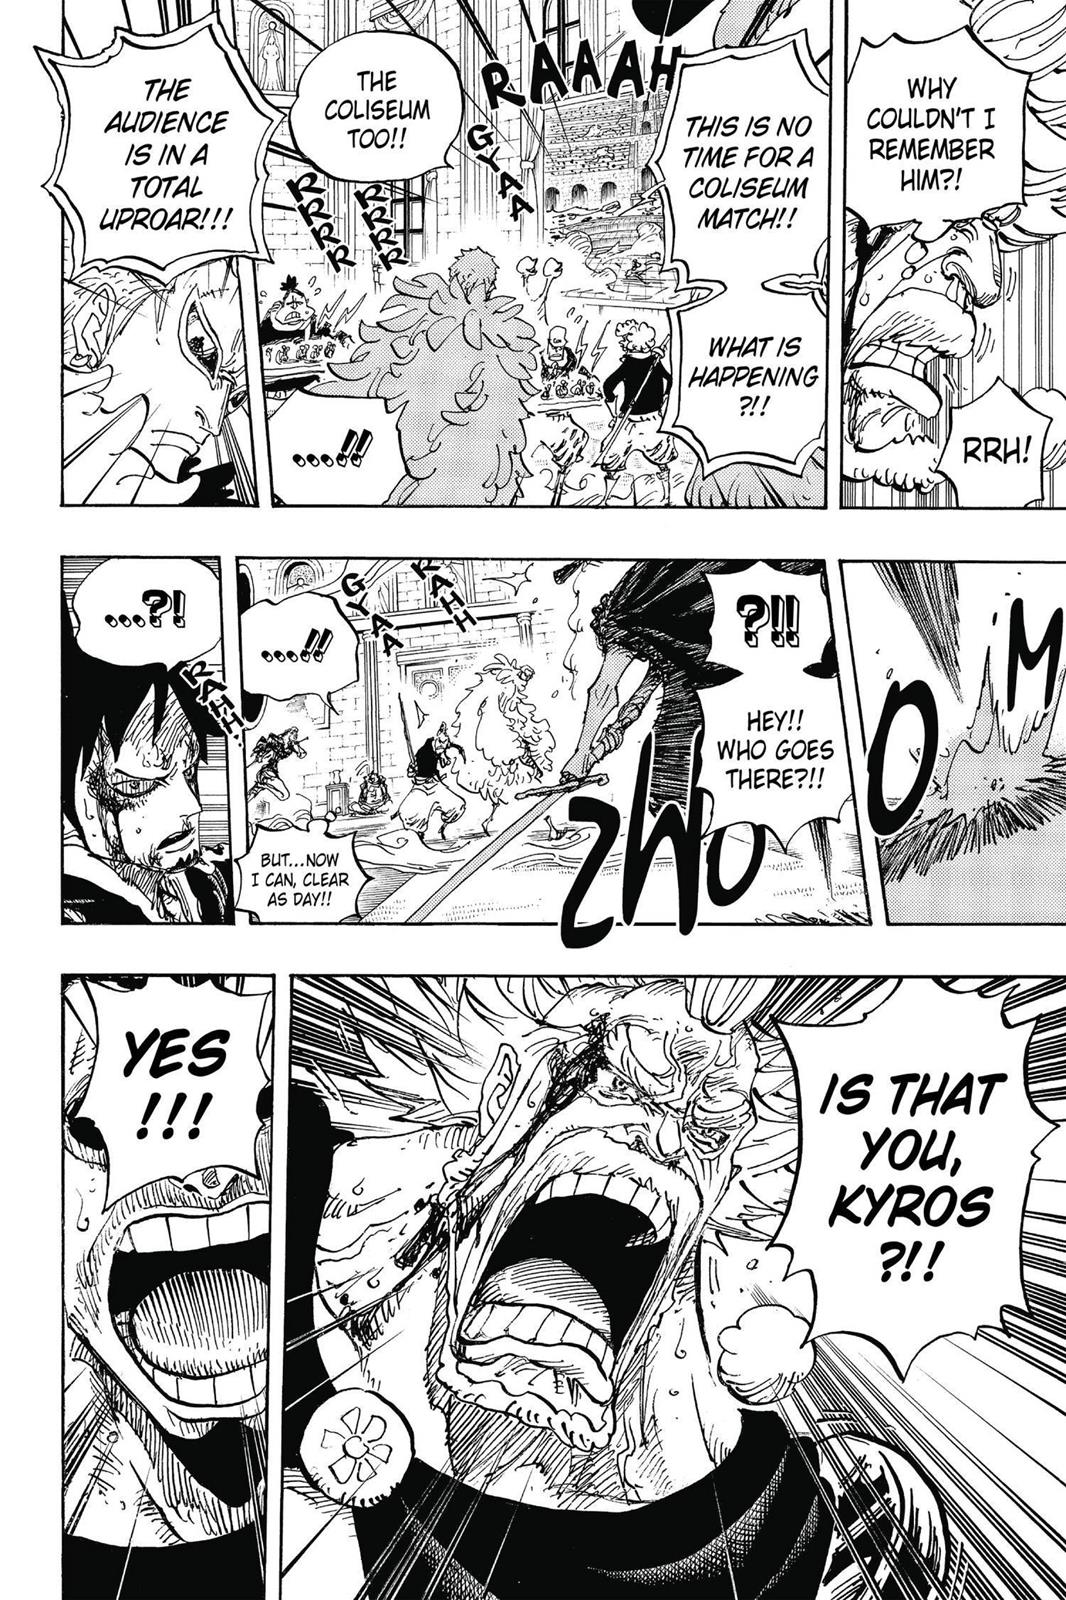 WHY
COULDN'T I
REMEMBER
HIM?!
RRH!
THIS IS NO
TIME FOR A
COLISEUM
MATCH!!
WHAT IS
HAPPENING
?!!
RAAAH
GYAA
THE
COLISEUM
TOO!!
RRRR
RRRR
...!!
THE
AUDIENCE
IS IN A
TOTAL
UPROAR!!!
ZWOOM
?!!
HEY!!
WHO GOES
THERE?!!
RAHH
GYAA
...!!
BUT...NOW
I CAN, CLEAR
AS DAY!!
...?!
RAHH!
IS THAT
YOU,
KYROS
?!!
YES
!!!